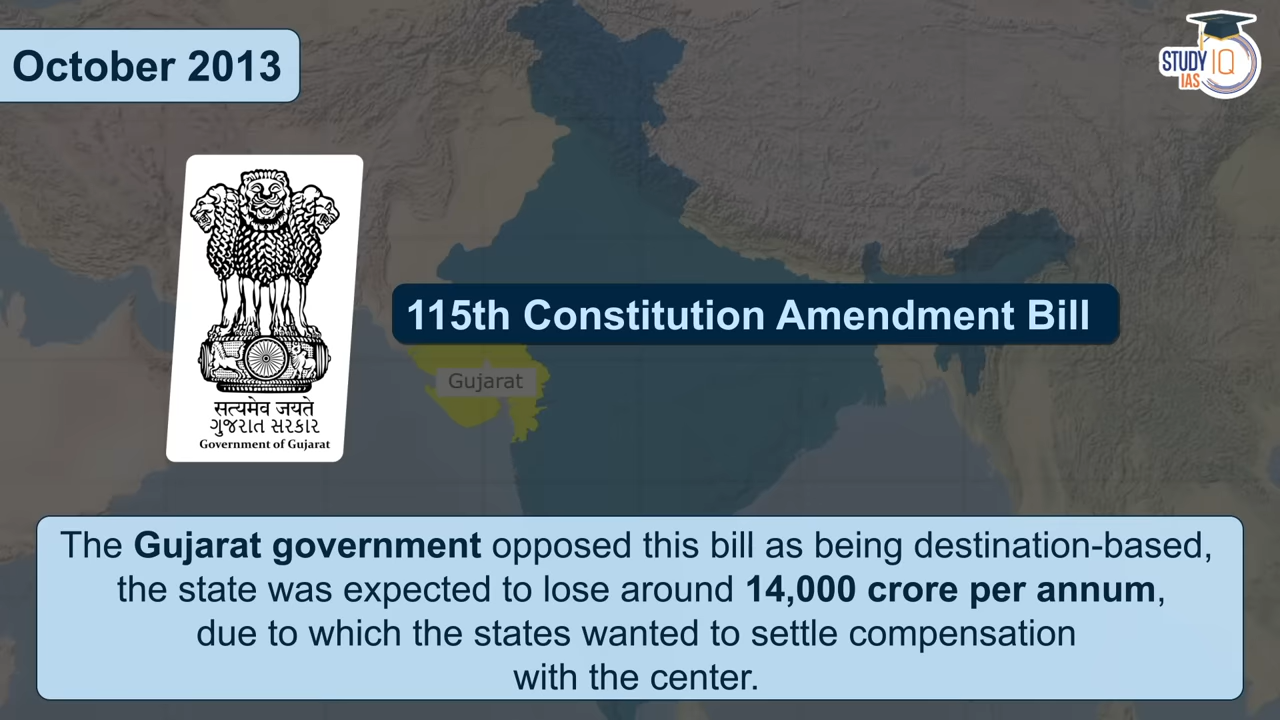 October 2013
STUDY IQ
IAS
सत्यमेव जयते
ગુજરાત સરકાર
Government of Gujarat
115th Constitution Amendment Bill
Gujarat
The Gujarat government opposed this bill as being destination-based,
the state was expected to lose around 14,000 crore per annum,
due to which the states wanted to settle compensation
with the center.